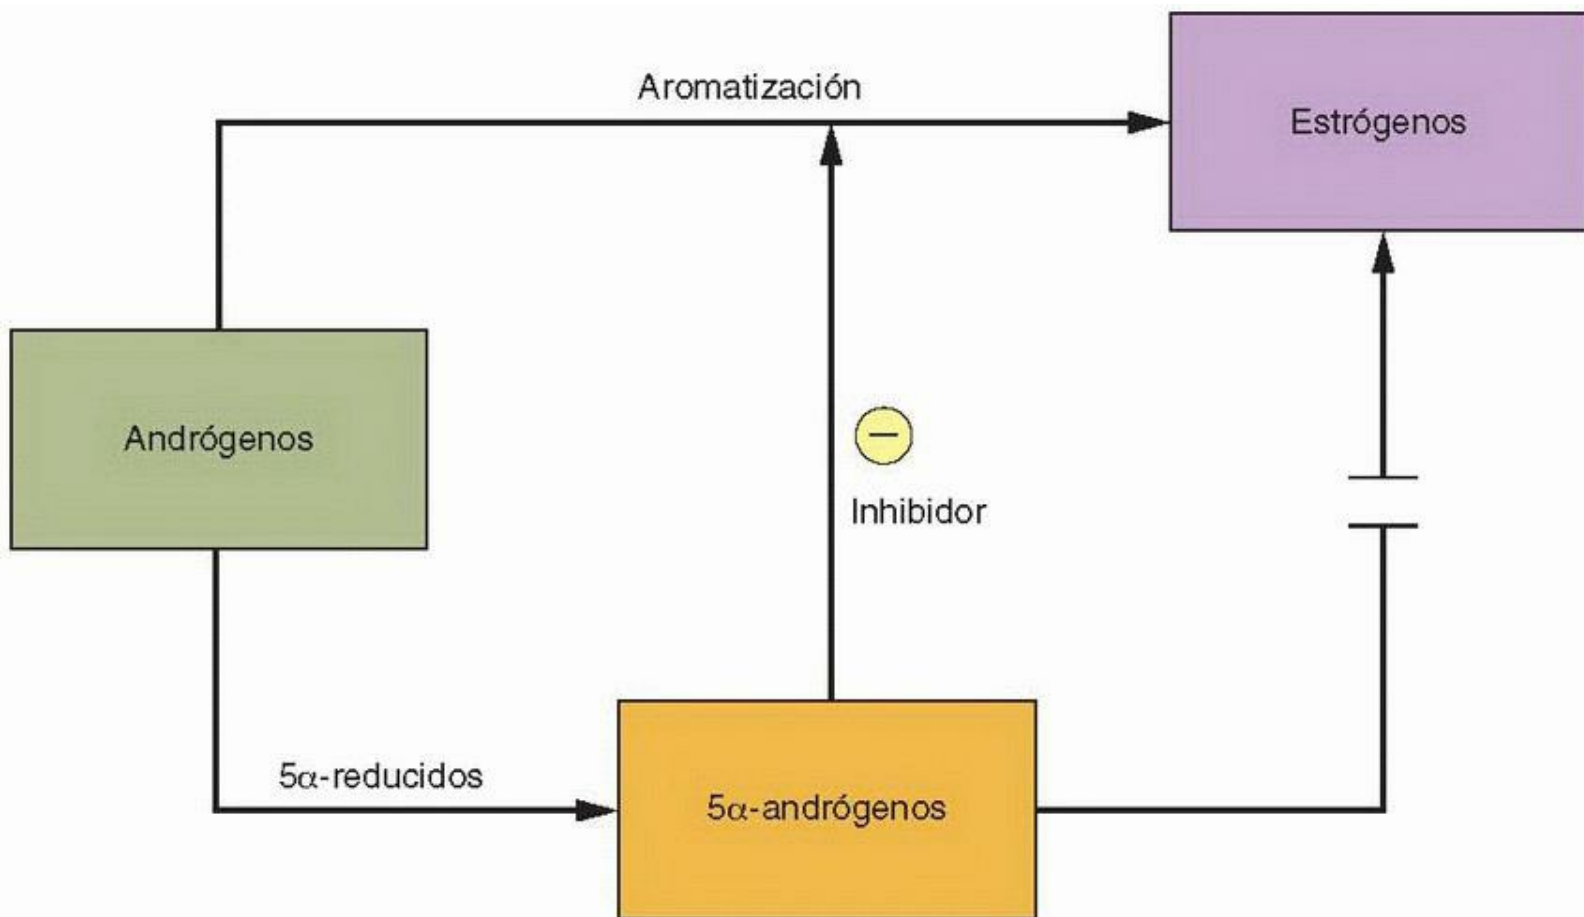 Aromatización
Estrógenos
Andrógenos
−
Inhibidor
5α-reducidos
5α-andrógenos